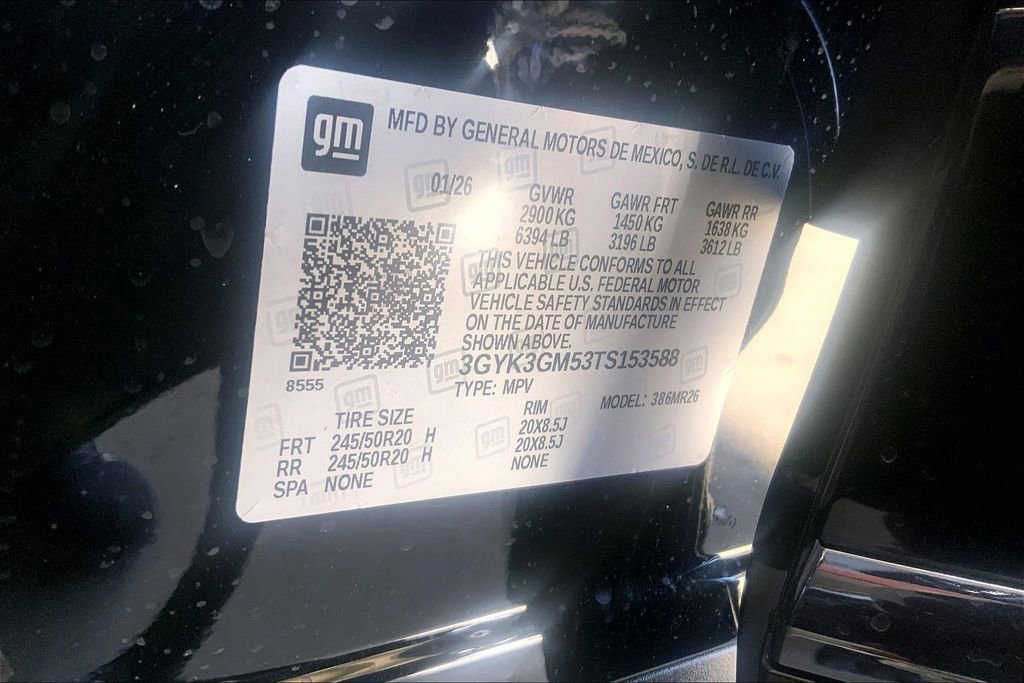 gm MFD BY GENERAL MOTORS DE MEXICO, S. DE R.L. DE C.V.
01/26 GVWR GAWR FRT GAWR RR
2900 KG 1450 KG 1638 KG
6394 LB 3196 LB 3612 LB
THIS VEHICLE CONFORMS TO ALL
APPLICABLE U.S. FEDERAL MOTOR
VEHICLE SAFETY STANDARDS IN EFFECT
ON THE DATE OF MANUFACTURE
SHOWN ABOVE.
3GYK3GM53TS153588
8555 TYPE: MPV MODEL: 386MR26
TIRE SIZE RIM
FRT 245/50R20 H 20X8.5J
RR 245/50R20 H 20X8.5J
SPA NONE NONE